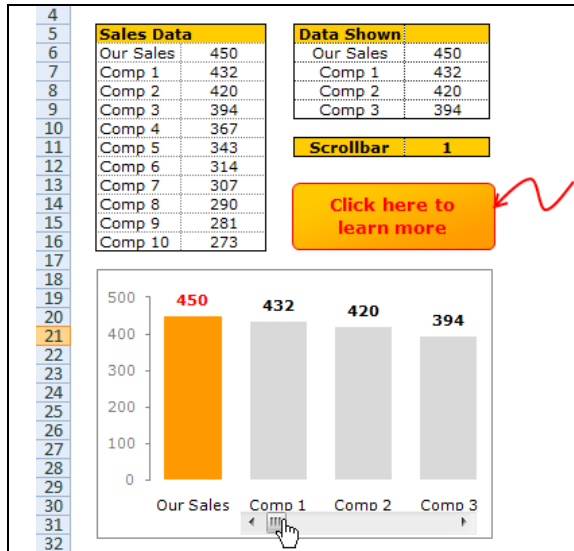 4
5 Sales Data Data Shown
6 Our Sales 450 Our Sales 450
7 Comp 1 432 Comp 1 432
8 Comp 2 420 Comp 2 420
9 Comp 3 394 Comp 3 394
10 Comp 4 367
11 Comp 5 343 Scrollbar 1
12 Comp 6 314
13 Comp 7 307
14 Comp 8 290 Click here to
15 Comp 9 281 learn more
16 Comp 10 273
17
18
19
20
21
22
23
24
25
26
27
28
29
30
31
32
500
400
300
200
100
0
450 432 420 394
Our Sales Comp 1 Comp 2 Comp 3